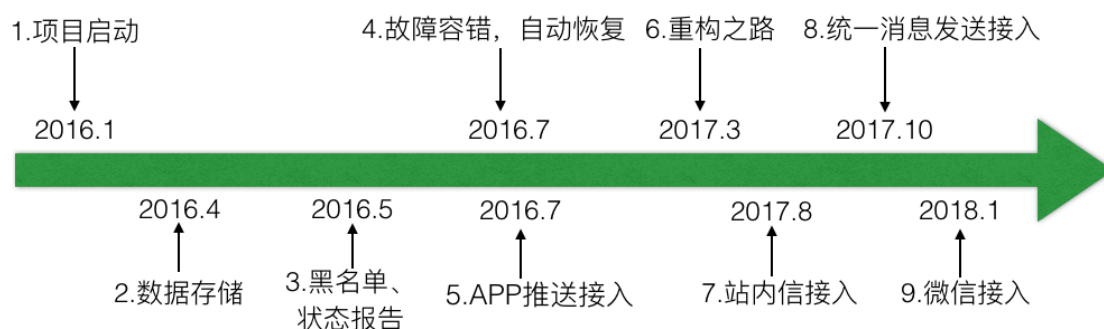 1.项目启动
4.故障容错，自动恢复
6.重构之路
8.统一消息发送接入
2016.1
2016.7
2017.3
2017.10
2016.4
2016.5
2016.7
2017.8
2018.1
2.数据存储
3.黑名单、
状态报告
5.APP推送接入
7.站内信接入
9.微信接入